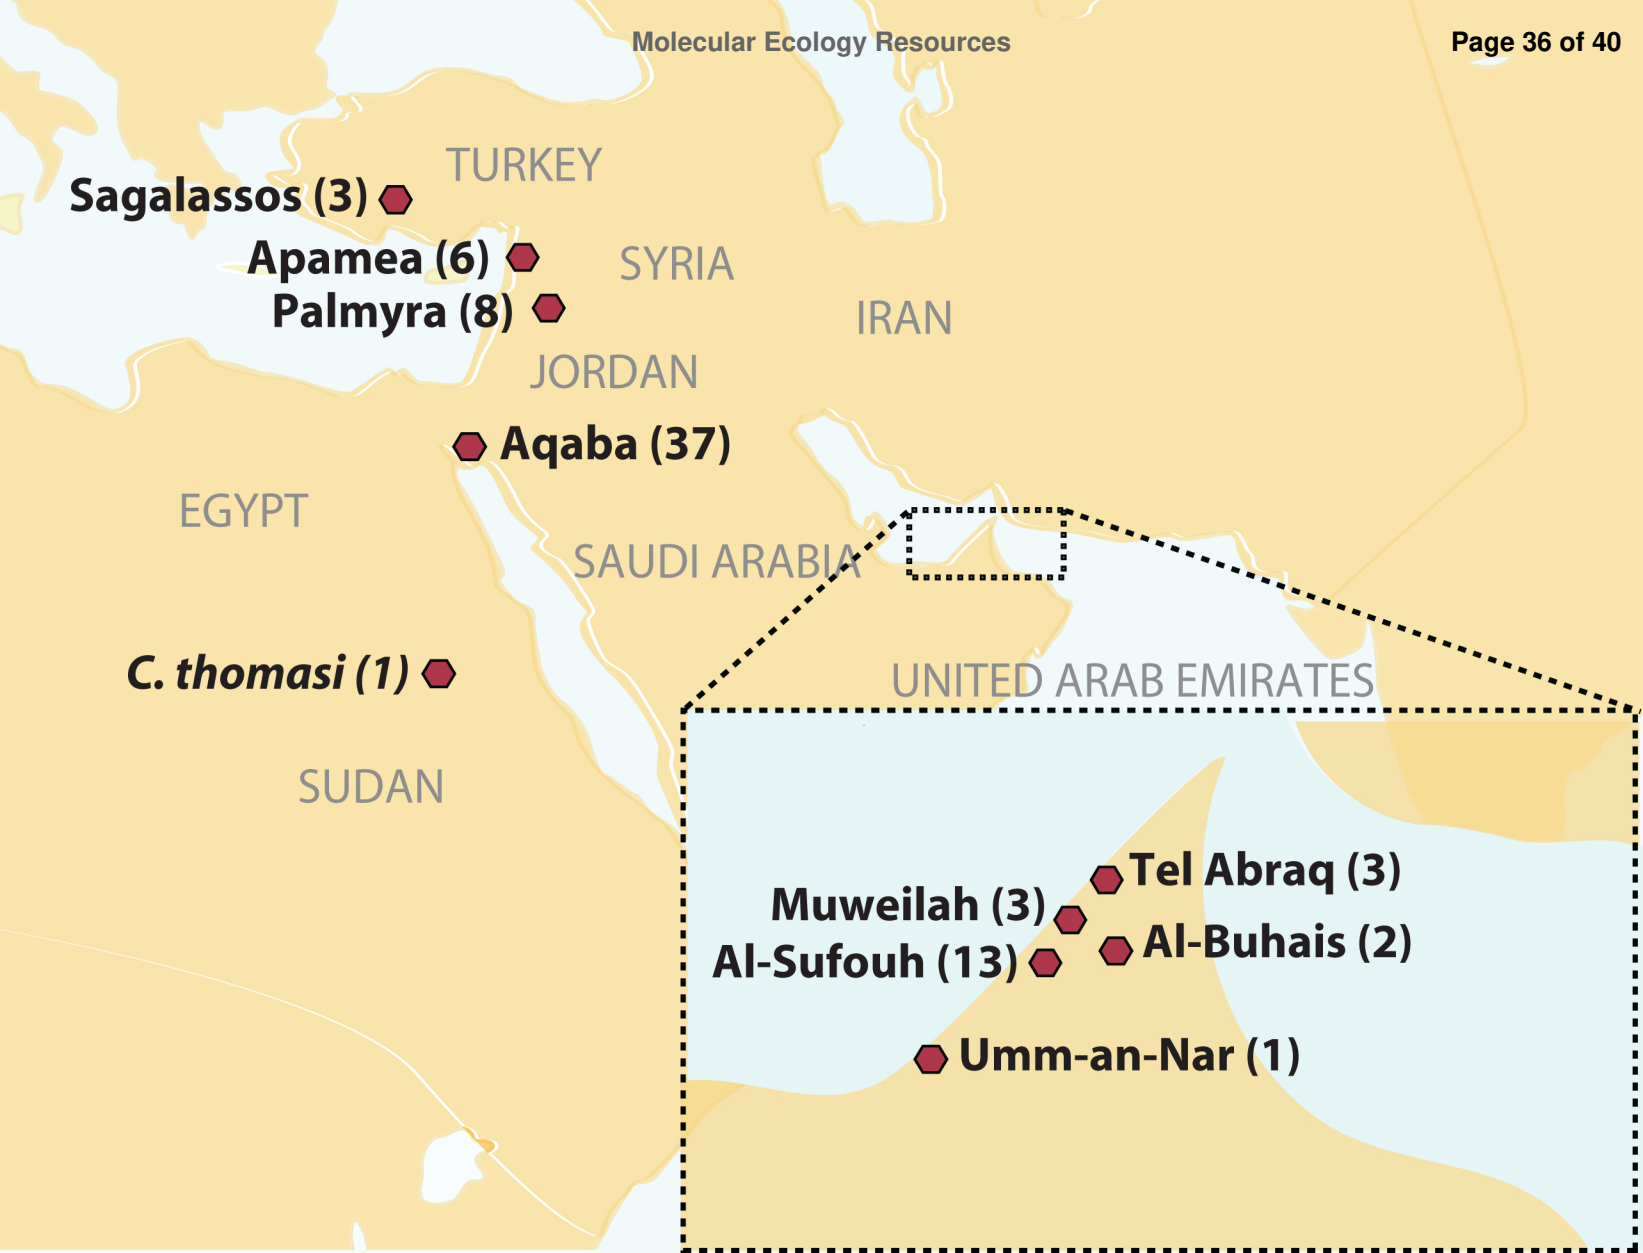 Molecular Ecology Resources
Page 36 of 40
TURKEY
Sagalassos (3)
Apamea (6)
SYRIA
Palmyra (8)
IRAN
JORDAN
Aqaba (37)
EGYPT
SAUDI ARABIA
C. thomasi (1)
UNITED ARAB EMIRATES
SUDAN
Tel Abraq (3)
Muweilah (3)
Al-Buhais (2)
Al-Sufouh (13)
Umm-an-Nar (1)